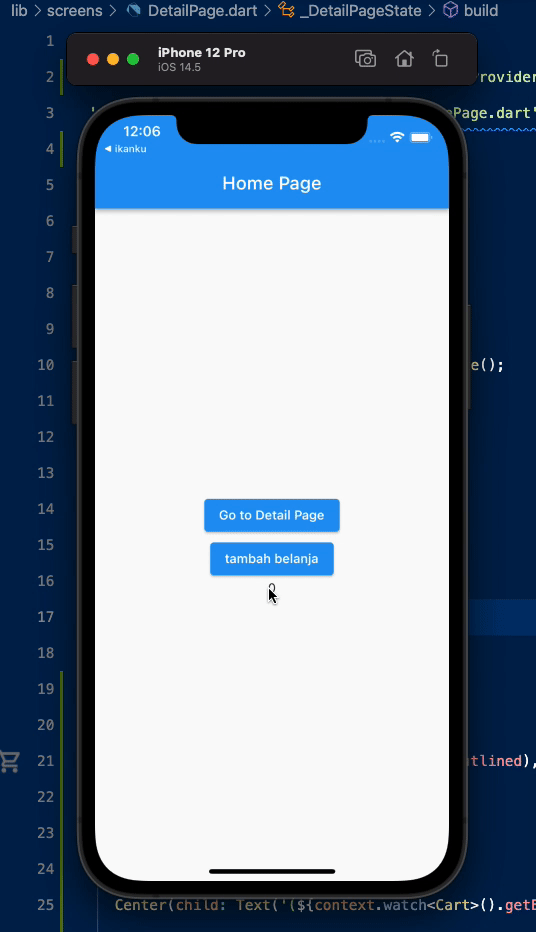 lib > screens > DetailPage.dart > _DetailPageState > build
1
iPhone 12 Pro
iOS 14.5
2
3
Page.dart'
4
12:06
ikanku
Home Page
5
6
7
8
9
10
e();
11
12
13
14
Go to Detail Page
15
tambah belanja
16
17
18
19
20
21
tlined),
22
23
24
25 Center(child: Text('(${context.watch<Cart>().get